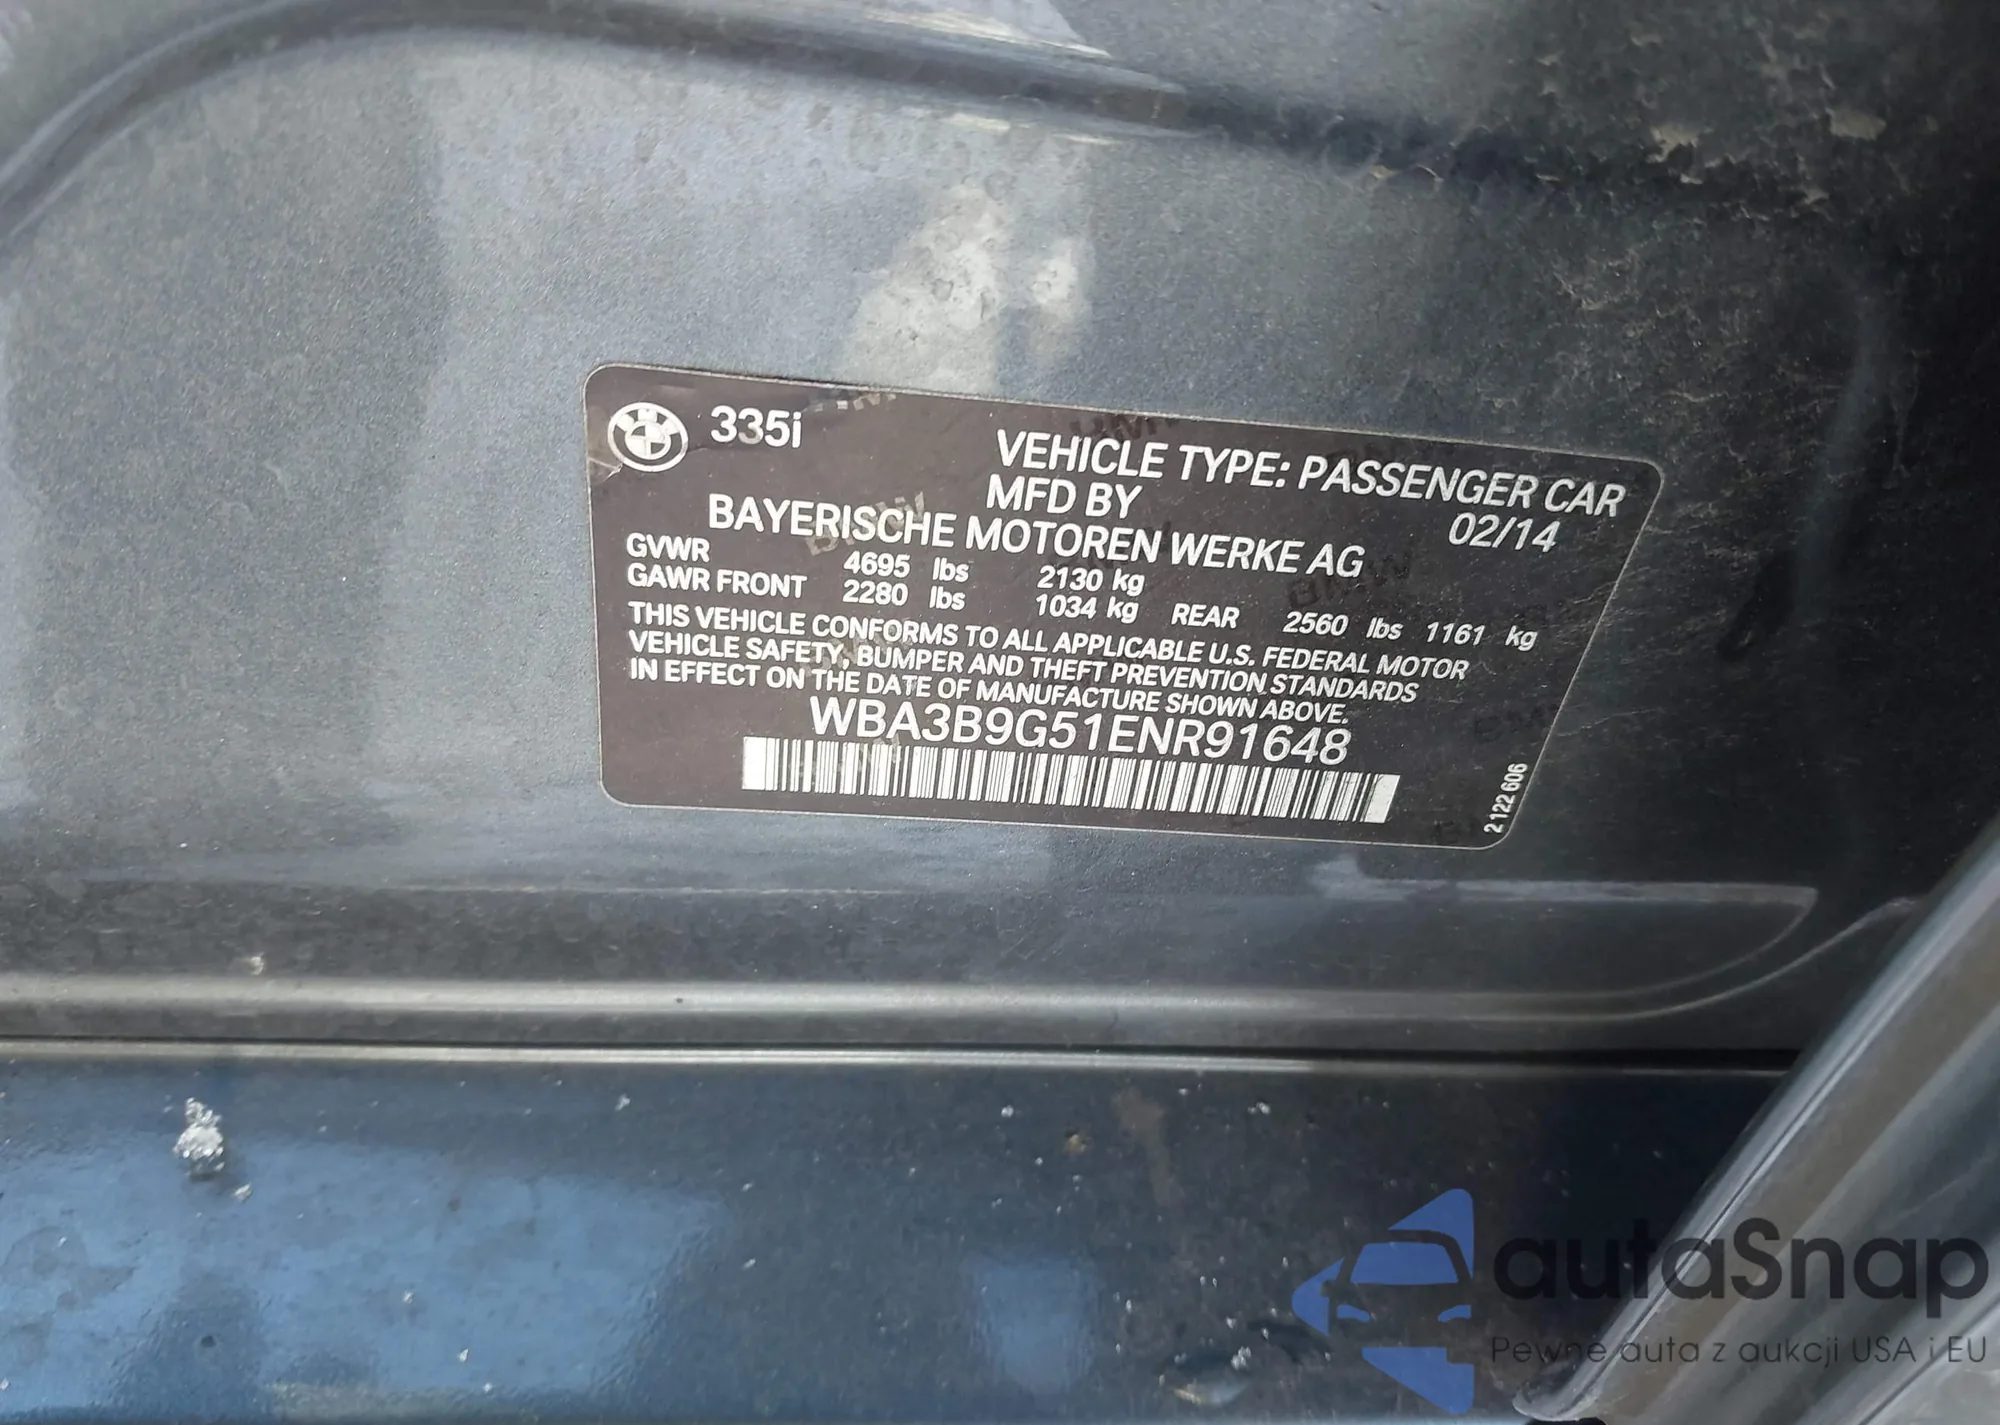 335i
VEHICLE TYPE: PASSENGER CAR
MFD BY 02/14
BAYERISCHE MOTOREN WERKE AG
GVWR 4695 lbs 2130 kg
GAWR FRONT 2280 lbs 1034 kg REAR 2560 lbs 1161 kg
THIS VEHICLE CONFORMS TO ALL APPLICABLE U.S. FEDERAL MOTOR
VEHICLE SAFETY, BUMPER AND THEFT PREVENTION STANDARDS
IN EFFECT ON THE DATE OF MANUFACTURE SHOWN ABOVE.
WBA3B9G51ENR91648
2 122 606
autaSnap
Pewne auta z aukcji USA i EU